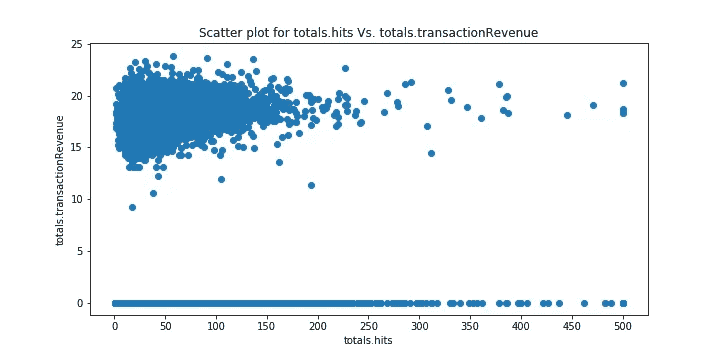 Scatter plot for totals.hits Vs. totals.transactionRevenue
25
20
15
10
5
0
totals.transactionRevenue
0 50 100 150 200 250 300 350 400 450 500
totals.hits